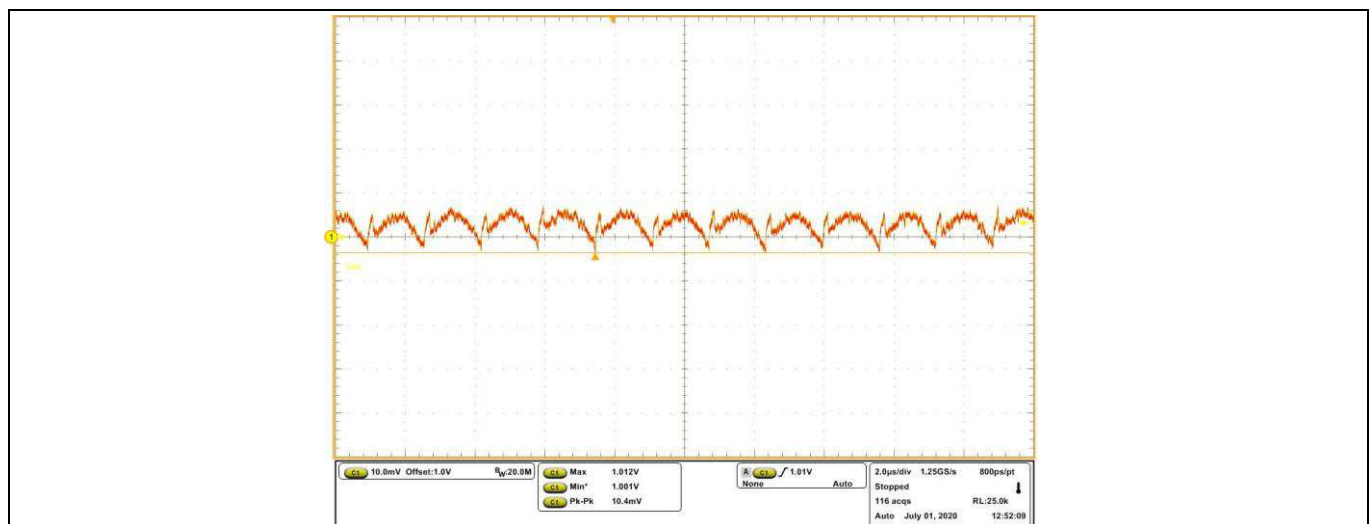 1
C1 10.0mV Offset:1.0V BW:20.0M
C1 Max 1.012V
C1 Min* 1.001V
C1 Pk-Pk 10.4mV
A C1 1.01V
None Auto
2.0µs/div 1.25GS/s 800ps/pt
Stopped
116 acqs RL:25.0k
Auto July 01, 2020 12:52:09